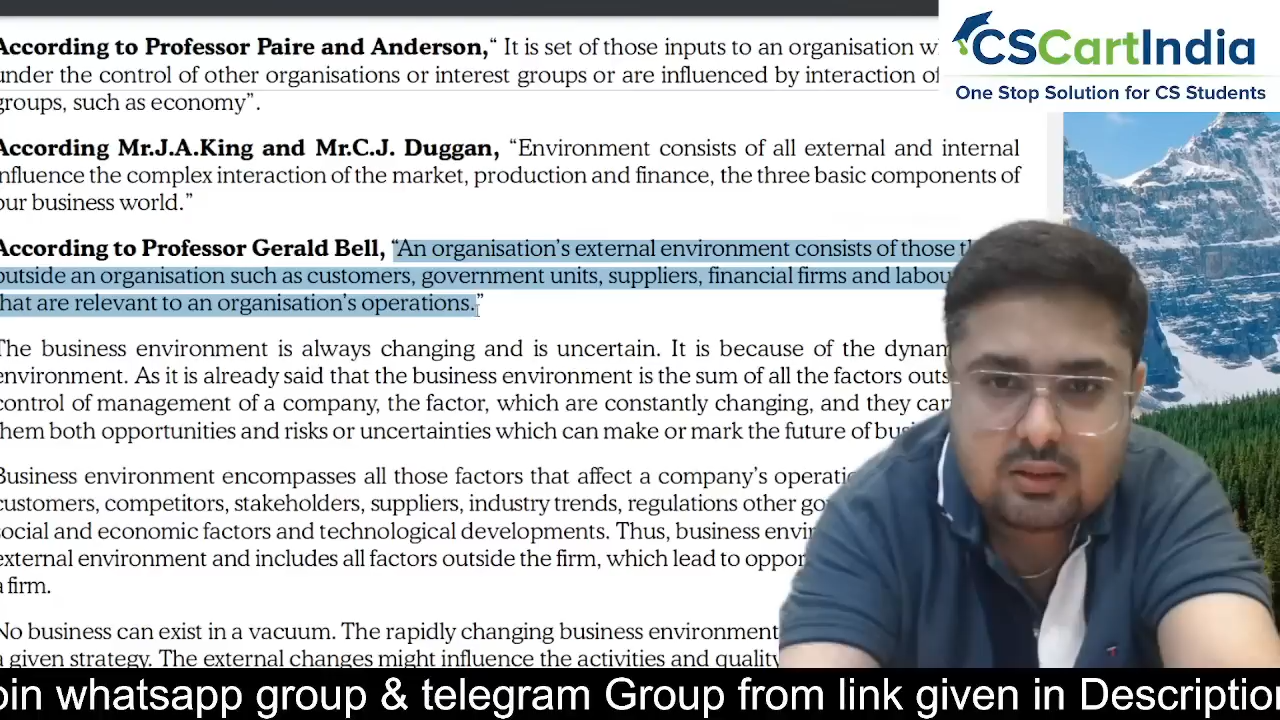 According to Professor Paire and Anderson,“ It is set of those inputs to an organisation
under the control of other organisations or interest groups or are influenced by interaction of
groups, such as economy”.
According Mr.J.A.King and Mr.C.J. Duggan, “Environment consists of all external and internal
influence the complex interaction of the market, production and finance, the three basic components of
our business world.”
According to Professor Gerald Bell, “An organisation’s external environment consists of those
outside an organisation such as customers, government units, suppliers, financial firms and
that are relevant to an organisation’s operations.”
The business environment is always changing and is uncertain. It is because of the
environment. As it is already said that the business environment is the sum of all the factors
control of management of a company, the factor, which are constantly changing, and they
them both opportunities and risks or uncertainties which can make or mark the future of
Business environment encompasses all those factors that affect a company’s
customers, competitors, stakeholders, suppliers, industry trends, regulations other
social and economic factors and technological developments. Thus, business
external environment and includes all factors outside the firm, which lead to
a firm.
No business can exist in a vacuum. The rapidly changing business environment
a given strategy. The external changes might influence the activities and quality
CSCartIndia
One Stop Solution for CS Students
oin whatsapp group & telegram Group from link given in Description